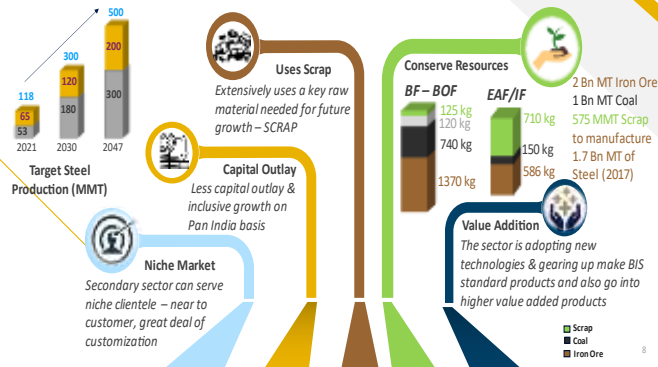 500
200
300
300
120
180
118
65
53
2021
2030
2047
Target Steel
Production (MMT)
Uses Scrap
Extensively uses a key raw
material needed for future
growth – SCRAP
Capital Outlay
Less capital outlay &
inclusive growth on
Pan India basis
Niche Market
Secondary sector can serve
niche clientele – near to
customer, great deal of
customization
Conserve Resources
BF – BOF
125 kg
120 kg
740 kg
1370 kg
EAF/IF
710 kg
150 kg
586 kg
2 Bn MT Iron Ore
1 Bn MT Coal
575 MMT Scrap
to manufacture
1.7 Bn MT of
Steel (2017)
Value Addition
The sector is adopting new
technologies & gearing up make BIS
standard products and also go into
higher value added products
Scrap
Coal
Iron Ore
8